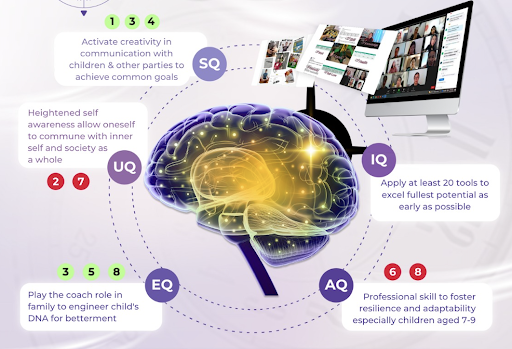 1 3 4
Activate creativity in
communication with
children & other parties to
achieve common goals
SQ
Heightened self
awareness allow oneself
to commune with inner
self and society as
a whole
UQ
2 7
IQ
Apply at least 20 tools to
excel fullest potential as
early as possible
3 5 8
EQ
Play the coach role in
family to engineer child's
DNA for betterment
AQ
6 8
Professional skill to foster
resilience and adaptability
especially children aged 7-9